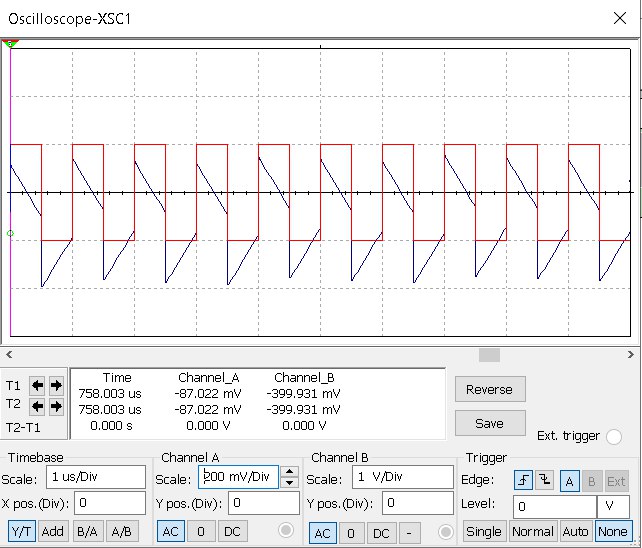 Oscilloscope-XSC1
Time Channel_A Channel_B
T1 758.003 us -87.022 mV -399.931 mV
T2 758.003 us -87.022 mV -399.931 mV
T2-T1 0.000 s 0.000 V 0.000 V
Reverse
Save
Ext. trigger
Timebase
Scale: 1 us/Div
X pos.(Div): 0
Y/T Add B/A A/B
Channel A
Scale: 200 mV/Div
Y pos.(Div): 0
AC 0 DC
Channel B
Scale: 1 V/Div
Y pos.(Div): 0
AC 0 DC -
Trigger
Edge: A B Ext
Level: 0 V
Single Normal Auto None